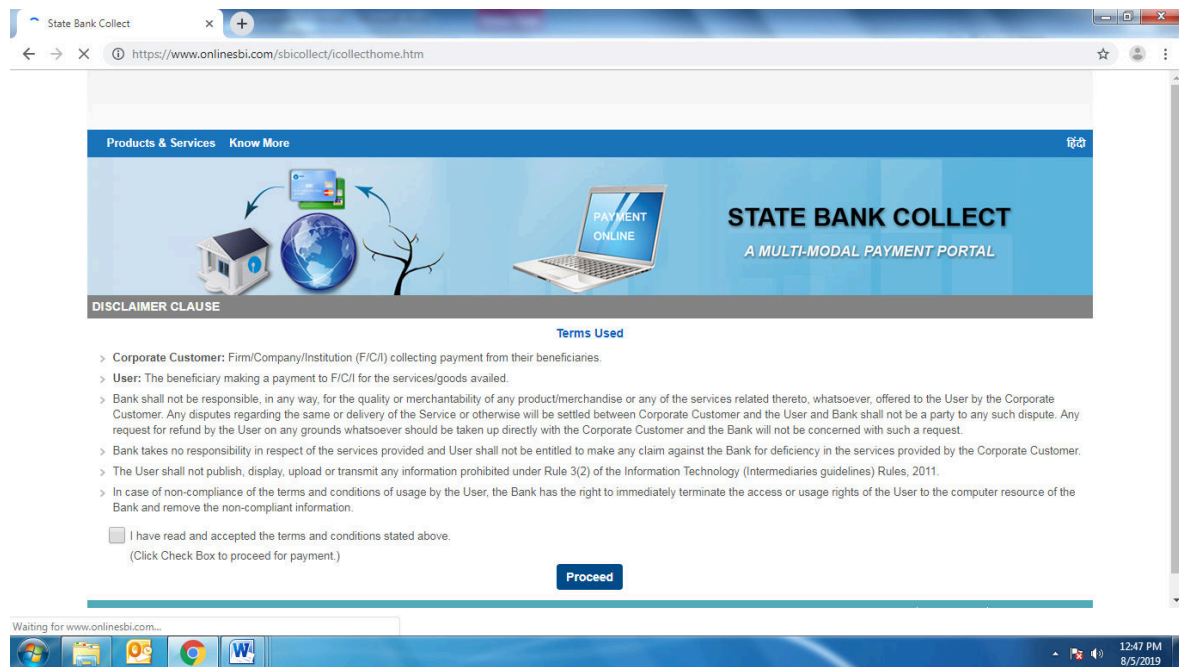 State Bank Collect
https://www.onlinesbi.com/sbicollect/icollecthome.htm
Products & Services Know More हिंदी
PAYMENT
ONLINE
STATE BANK COLLECT
A MULTI-MODAL PAYMENT PORTAL
DISCLAIMER CLAUSE
Terms Used
Corporate Customer: Firm/Company/Institution (F/C/I) collecting payment from their beneficiaries.
User: The beneficiary making a payment to F/C/I for the services/goods availed.
Bank shall not be responsible, in any way, for the quality or merchantability of any product/merchandise or any of the services related thereto, whatsoever, offered to the User by the Corporate
Customer. Any disputes regarding the same or delivery of the Service or otherwise will be settled between Corporate Customer and the User and Bank shall not be a party to any such dispute. Any
request for refund by the User on any grounds whatsoever should be taken up directly with the Corporate Customer and the Bank will not be concerned with such a request.
Bank takes no responsibility in respect of the services provided and User shall not be entitled to make any claim against the Bank for deficiency in the services provided by the Corporate Customer.
The User shall not publish, display, upload or transmit any information prohibited under Rule 3(2) of the Information Technology (Intermediaries guidelines) Rules, 2011.
In case of non-compliance of the terms and conditions of usage by the User, the Bank has the right to immediately terminate the access or usage rights of the User to the computer resource of the
Bank and remove the non-compliant information.
I have read and accepted the terms and conditions stated above.
(Click Check Box to proceed for payment.)
Proceed
Waiting for www.onlinesbi.com...
12:47 PM
8/5/2019